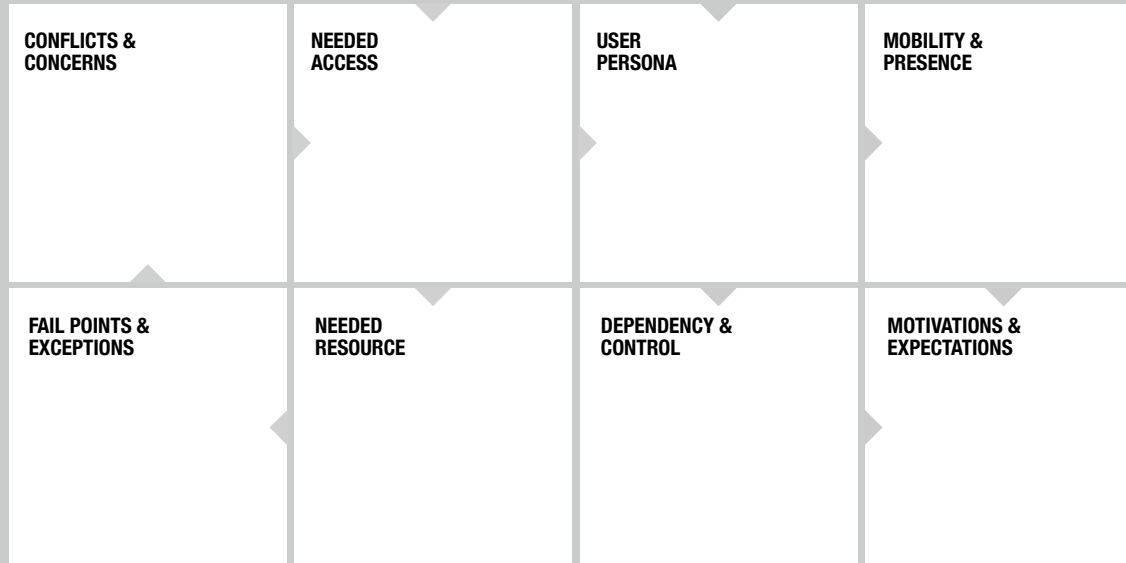 CONFLICTS &
CONCERNS
NEEDED
ACCESS
USER
PERSONA
MOBILITY &
PRESENCE
FAIL POINTS &
EXCEPTIONS
NEEDED
RESOURCE
DEPENDENCY &
CONTROL
MOTIVATIONS &
EXPECTATIONS